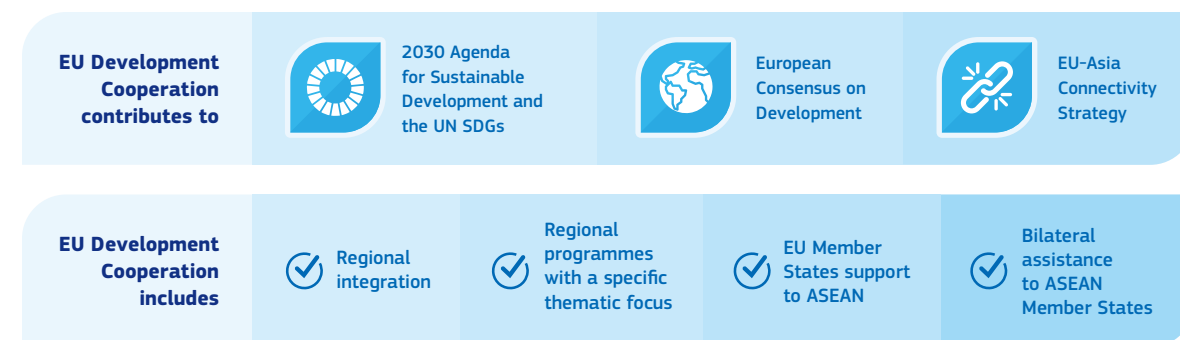 EU Development
Cooperation
contributes to
2030 Agenda
for Sustainable
Development and
the UN SDGs
European
Consensus on
Development
EU-Asia
Connectivity
Strategy
EU Development
Cooperation
includes
Regional
integration
Regional
programmes
with a specific
thematic focus
EU Member
States support
to ASEAN
Bilateral
assistance
to ASEAN
Member States